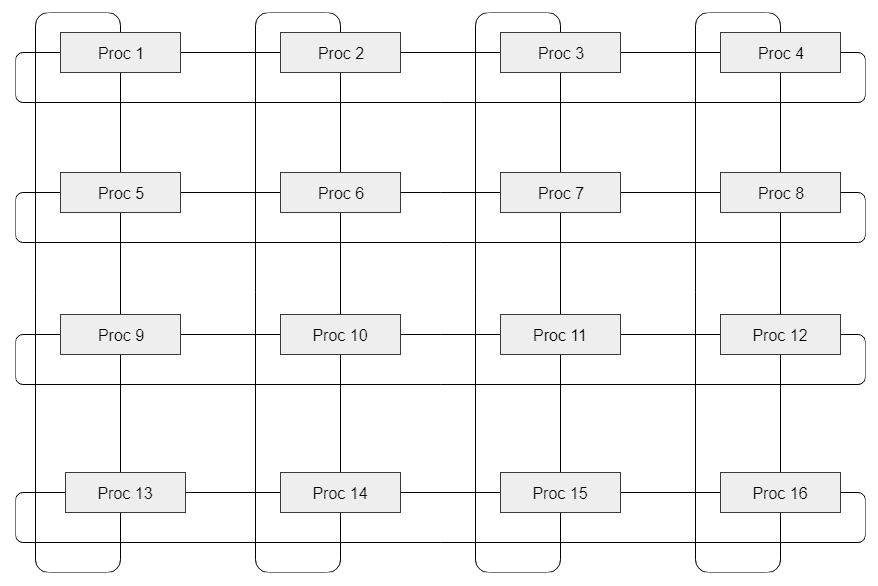 Proc 1
Proc 2
Proc 3
Proc 4
Proc 5
Proc 6
Proc 7
Proc 8
Proc 9
Proc 10
Proc 11
Proc 12
Proc 13
Proc 14
Proc 15
Proc 16